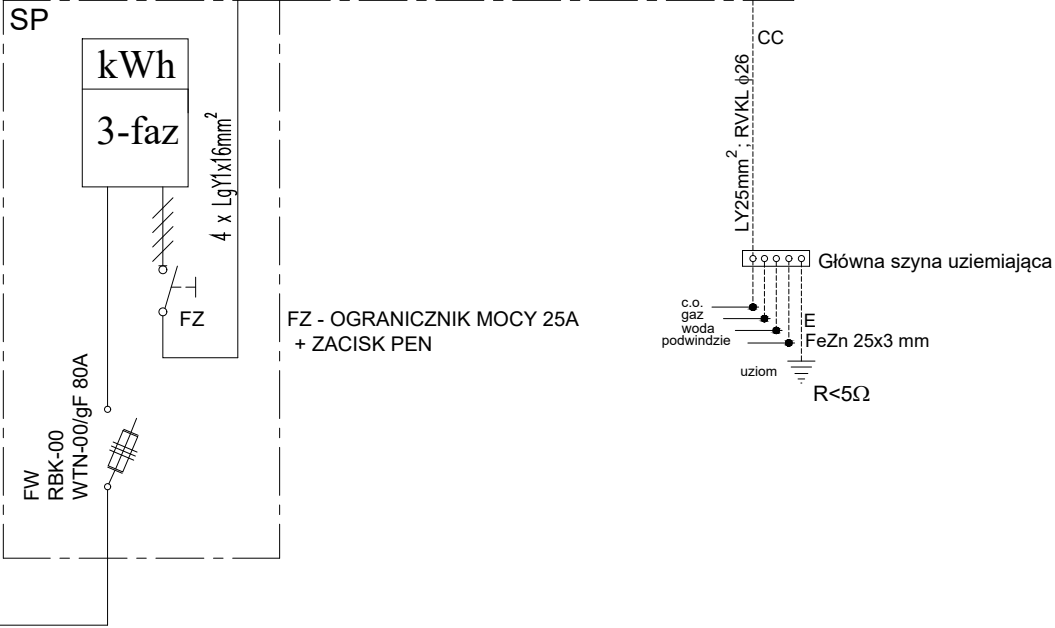 SP
kWh
3-faz
4 x LgY1x16mm²
FZ
FZ - OGRANICZNIK MOCY 25A
+ ZACISK PEN
FW
RBK-00
WTN-00/gF 80A
CC
LY25mm² ; RVKL ϕ26
Główna szyna uziemiająca
c.o.
gaz
woda
podwindzie
E
FeZn 25x3 mm
uziom
R<5Ω